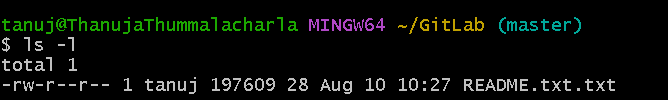 tanuj@ThanujaThummalacharla MINGW64 ~/GitLab (master)
$ ls -l
total 1
-rw-r--r-- 1 tanuj 197609 28 Aug 10 10:27 README.txt.txt